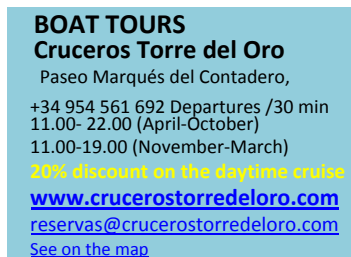 BOAT TOURS
Cruceros Torre del Oro
Paseo Marqués del Contadero,
+34 954 561 692 Departures /30 min
11.00- 22.00 (April-October)
11.00-19.00 (November-March)
20% discount on the daytime cruise
www.crucerostorredeloro.com
reservas@crucerostorredeloro.com
See on the map